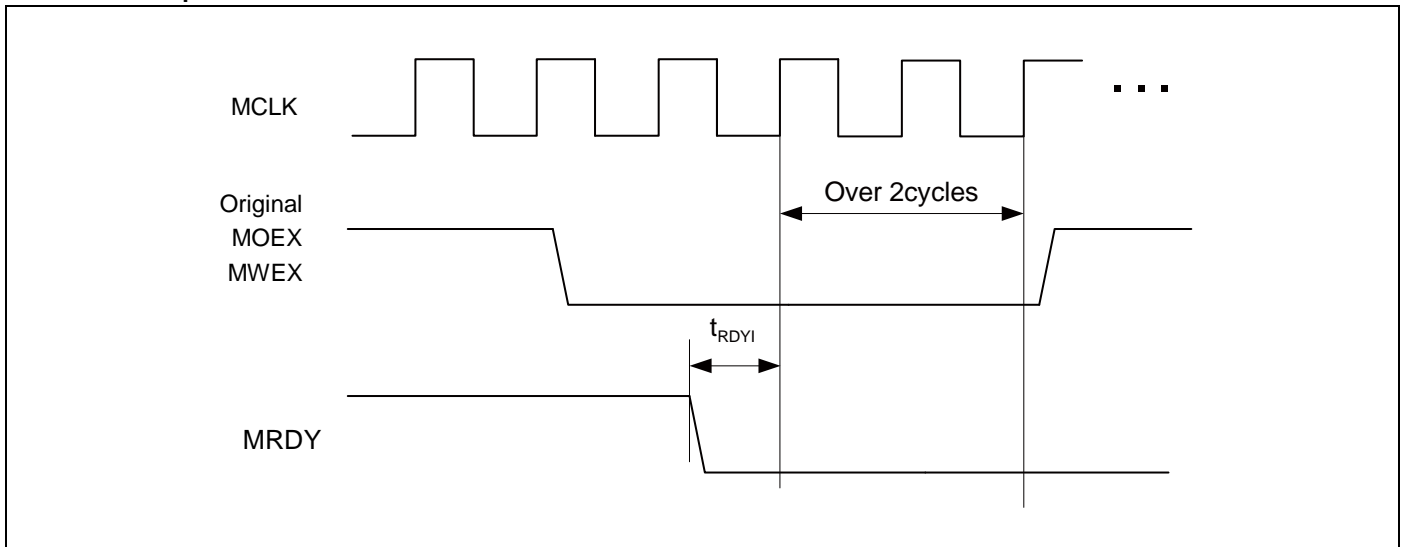 MCLK
Over 2cycles
Original
MOEX
MWEX
tRDYI
MRDY